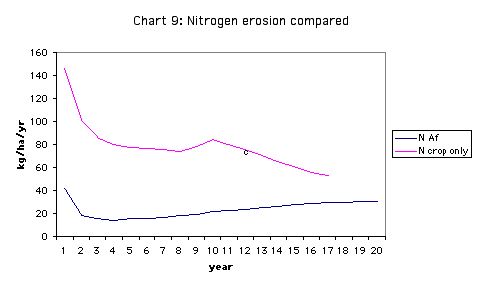 Chart 9: Nitrogen erosion compared
160
140
120
100
80
60
40
20
0
kg/ha/yr
c
1 2 3 4 5 6 7 8 9 10 11 12 13 14 15 16 17 18 19 20
year
N Af
N crop only